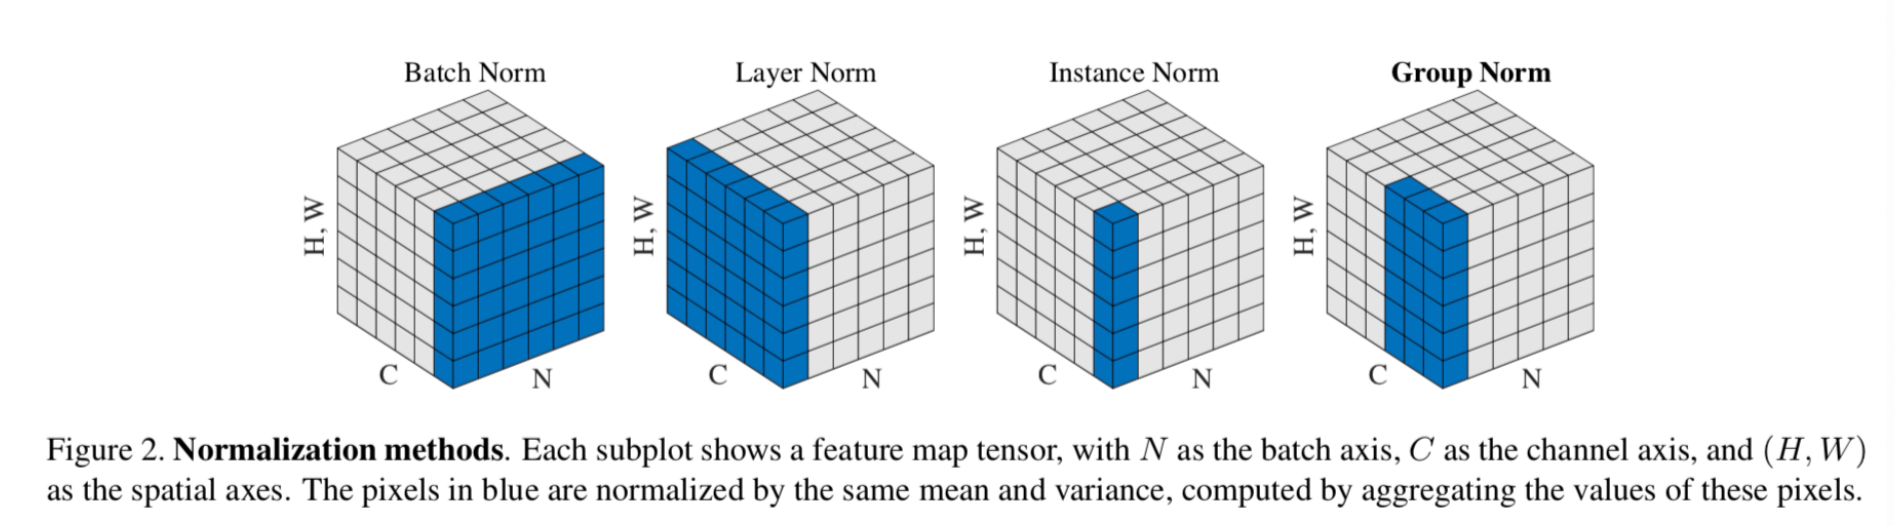 Batch Norm
Layer Norm
Instance Norm
Group Norm
H, W
C
N
H, W
C
N
H, W
C
N
H, W
C
N
Figure 2. Normalization methods. Each subplot shows a feature map tensor, with N as the batch axis, C as the channel axis, and (H, W)
as the spatial axes. The pixels in blue are normalized by the same mean and variance, computed by aggregating the values of these pixels.